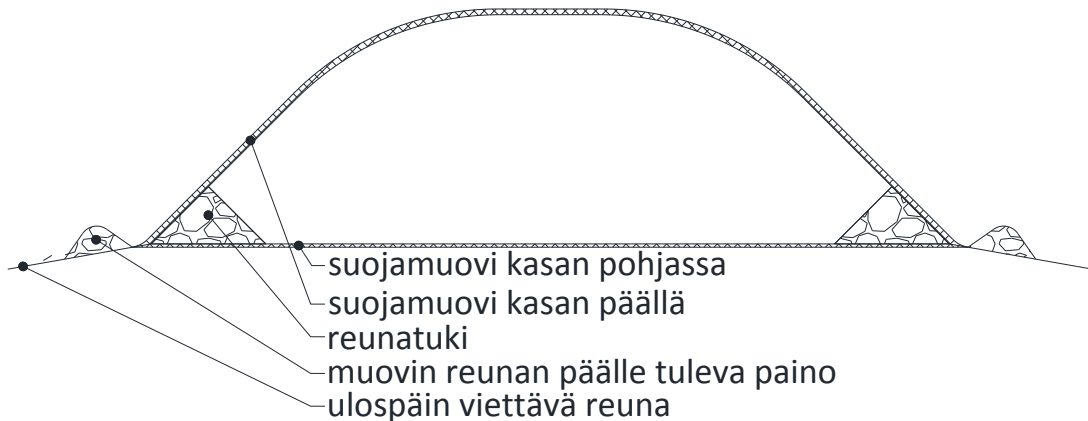 suojamuovi kasan pohjassa
suojamuovi kasan päällä
reunatuki
muovin reunan päälle tuleva paino
ulospäin viettävä reuna